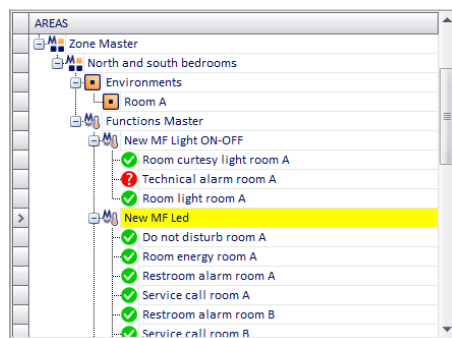 AREAS
Zone Master
North and south bedrooms
Environments
Room A
Functions Master
New MF Light ON-OFF
Room curtesy light room A
Technical alarm room A
Room light room A
New MF Led
Do not disturb room A
Room energy room A
Restroom alarm room A
Service call room A
Restroom alarm room B
Service call room B